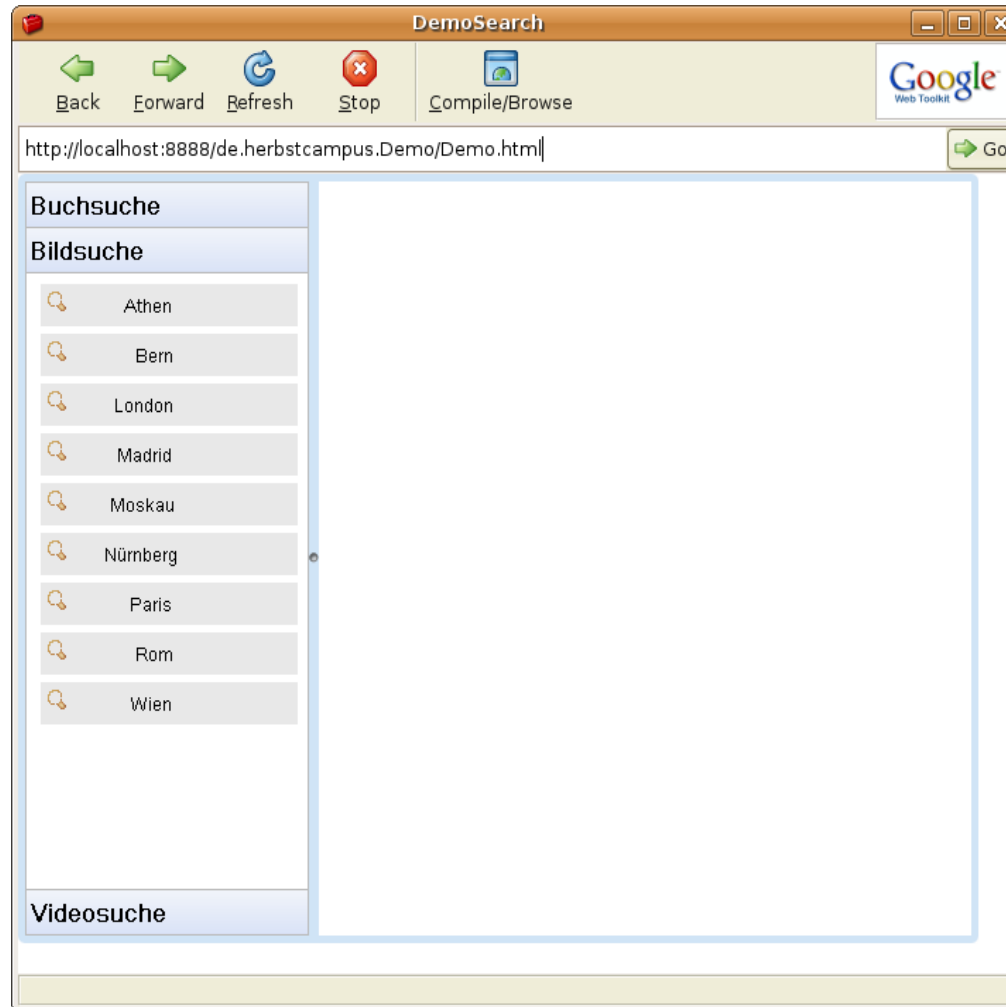 DemoSearch
Back Forward Refresh Stop Compile/Browse
Google
Web Toolkit
http://localhost:8888/de.herbstcampus.Demo/Demo.html
Go
Buchsuche
Bildsuche
Athen
Bern
London
Madrid
Moskau
Nürnberg
Paris
Rom
Wien
Videosuche